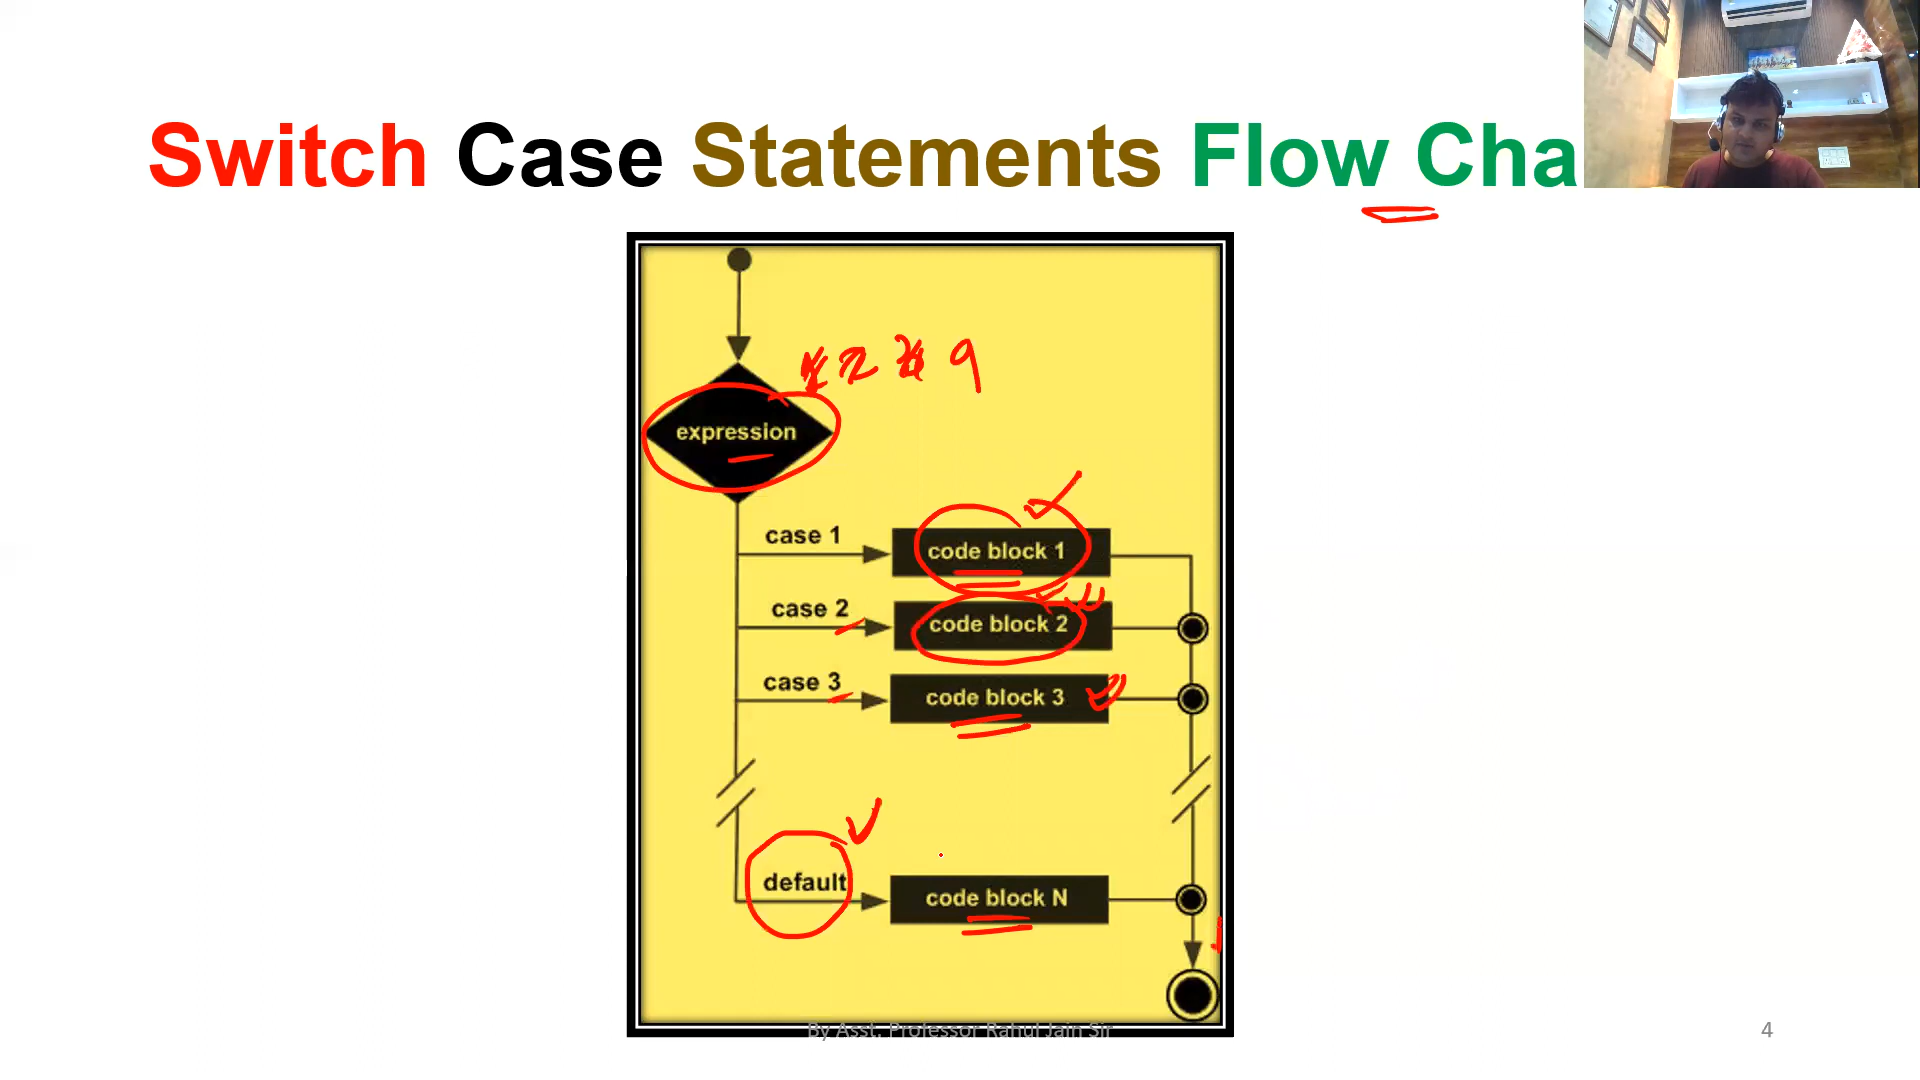 Switch Case Statements Flow Cha
9
expression
case 1
code block 1
case 2
code block 2
case 3
code block 3
default
code block N
By Asst. Professor Rahul Jain Sir
4